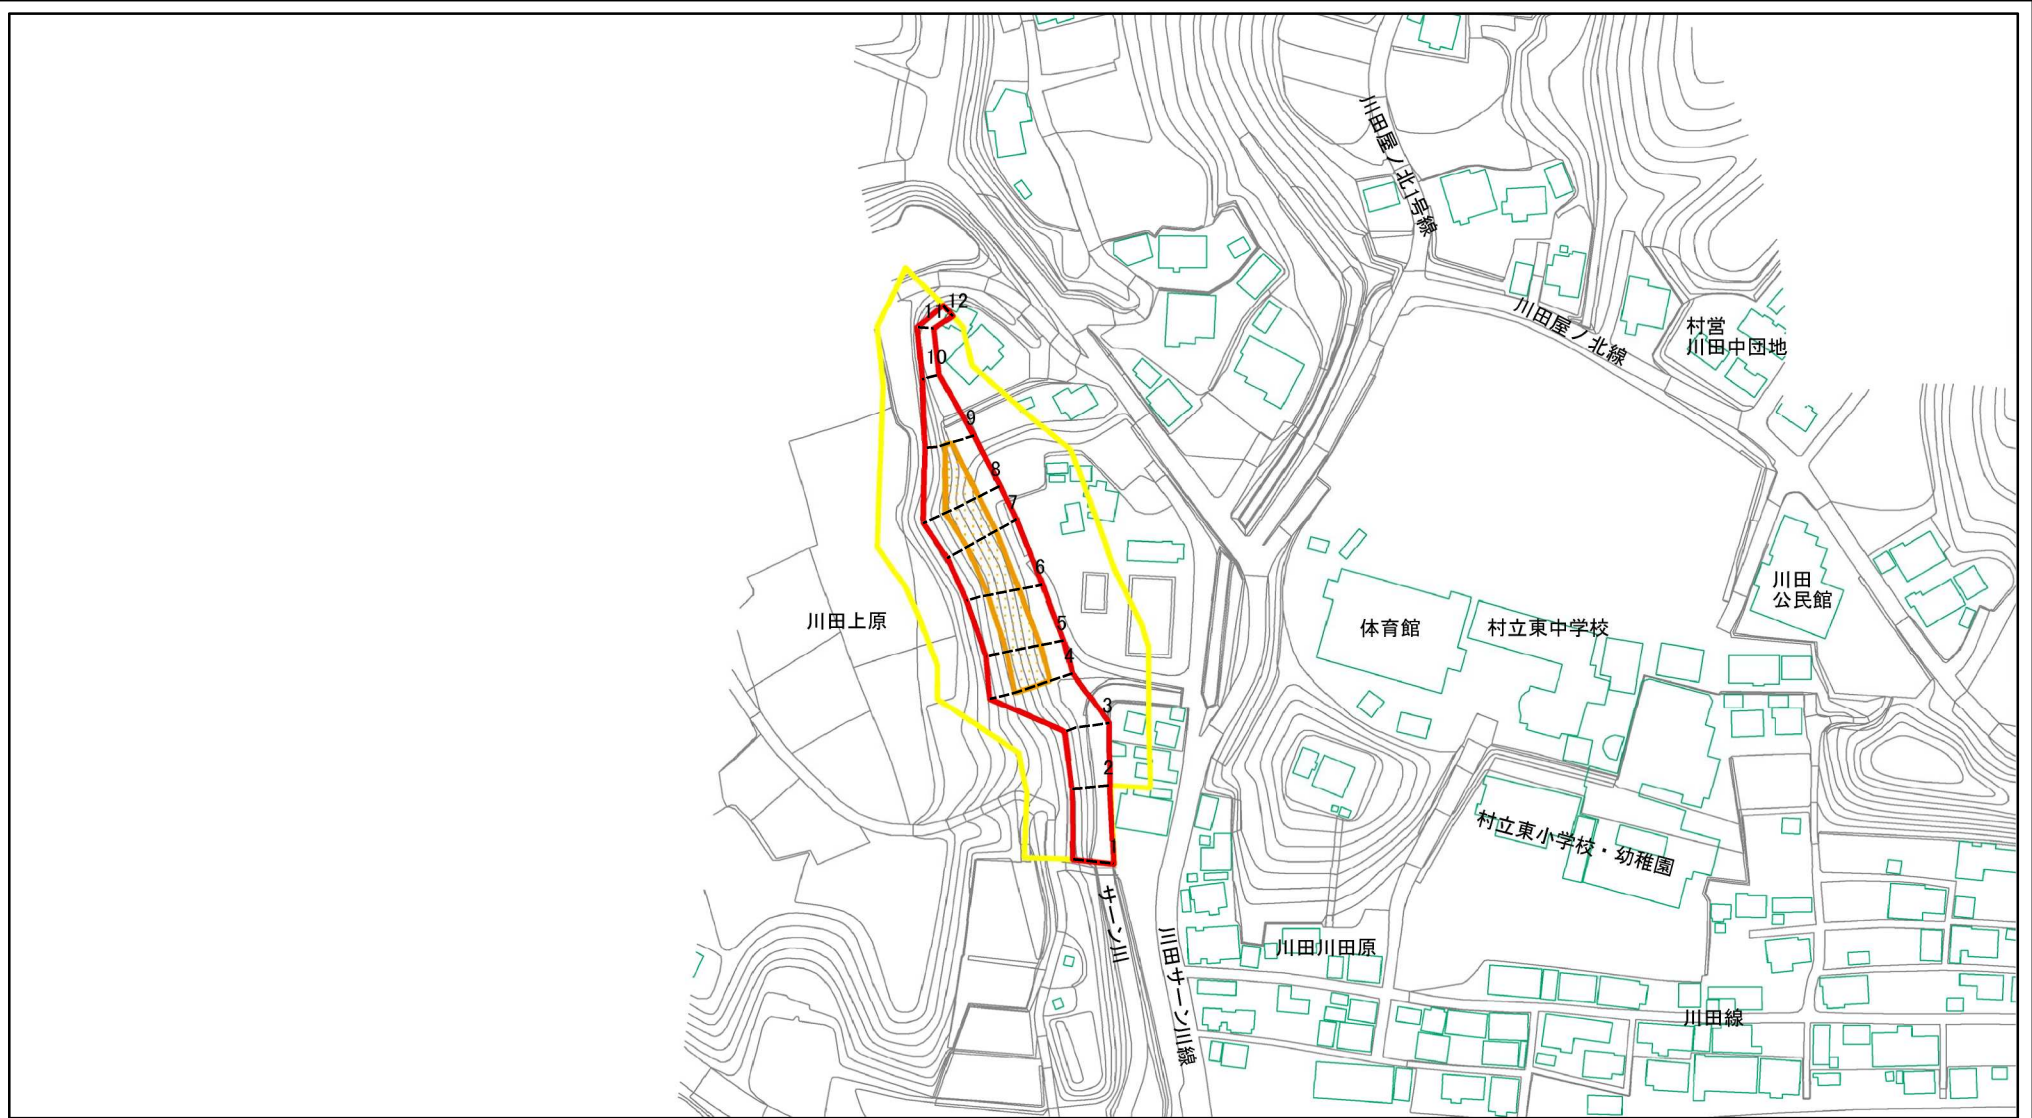 川田屋ノ北1号線
12
11
川田屋ノ北線
村営
川田中団地
10
9
8
7
6
川田
公民館
川田上原
5
体育館
村立東中学校
4
3
2
村立東小学校・幼稚園
1
サーン川
川田サーン川線
川田川田原
川田線